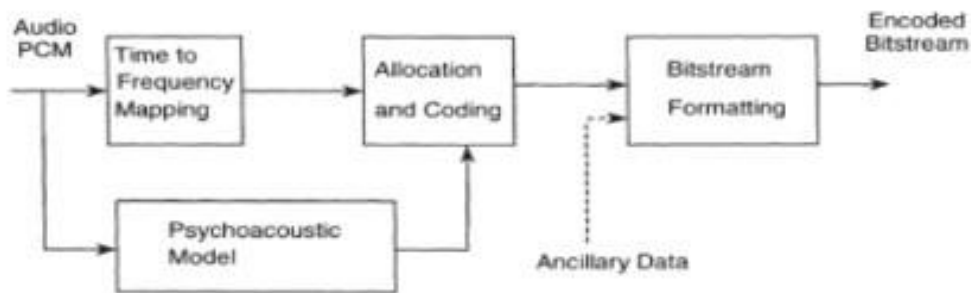 Audio
PCM
Time to
Frequency
Mapping
Allocation
and Coding
Bitstream
Formatting
Encoded
Bitstream
Psychoacoustic
Model
Ancillary Data